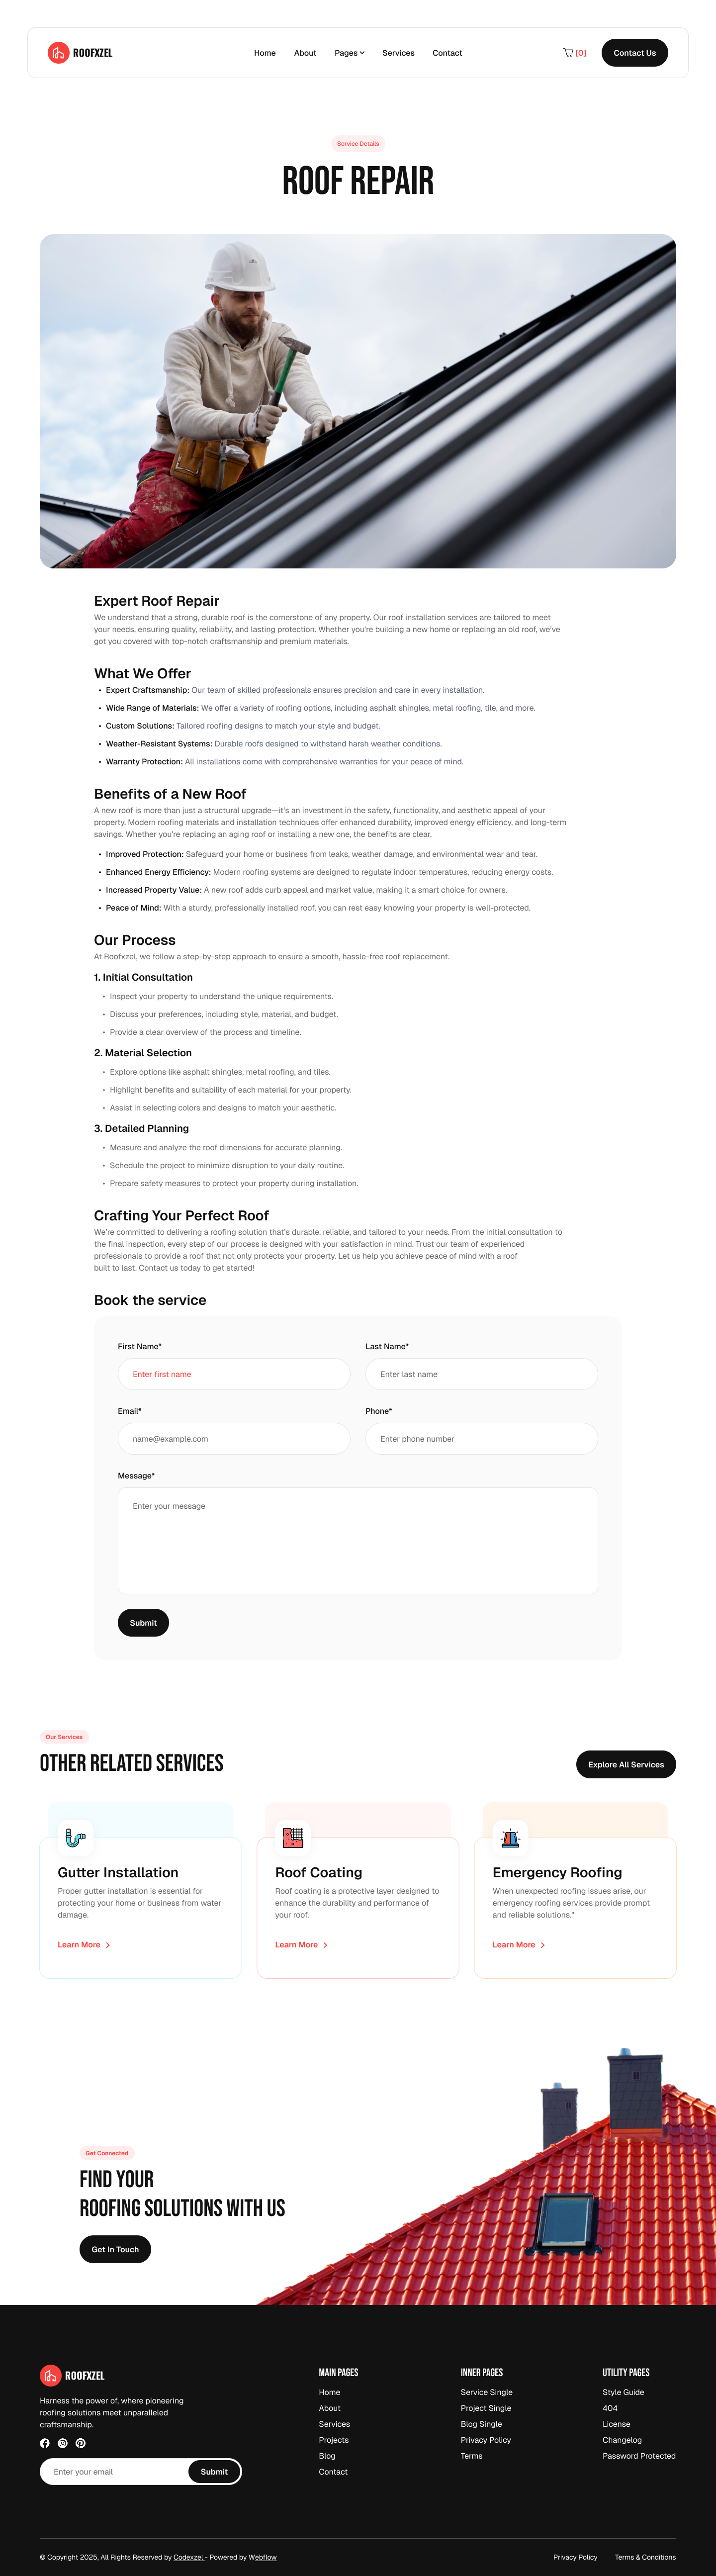 ROOFXZEL
Home
About
Pages
Services
Contact
[0]
Contact Us
Service Details
ROOF REPAIR
Expert Roof Repair
We understand that a strong, durable roof is the cornerstone of any property. Our roof installation services are tailored to meet
your needs, ensuring quality, reliability, and lasting protection. Whether you're building a new home or replacing an old roof, we've
got you covered with top-notch craftsmanship and premium materials.
What We Offer
• Expert Craftsmanship: Our team of skilled professionals ensures precision and care in every installation.
• Wide Range of Materials: We offer a variety of roofing options, including asphalt shingles, metal roofing, tile, and more.
• Custom Solutions: Tailored roofing designs to match your style and budget.
• Weather-Resistant Systems: Durable roofs designed to withstand harsh weather conditions.
• Warranty Protection: All installations come with comprehensive warranties for your peace of mind.
Benefits of a New Roof
A new roof is more than just a structural upgrade—it's an investment in the safety, functionality, and aesthetic appeal of your
property. Modern roofing materials and installation techniques offer enhanced durability, improved energy efficiency, and long-term
savings. Whether you're replacing an aging roof or installing a new one, the benefits are clear.
• Improved Protection: Safeguard your home or business from leaks, weather damage, and environmental wear and tear.
• Enhanced Energy Efficiency: Modern roofing systems are designed to regulate indoor temperatures, reducing energy costs.
• Increased Property Value: A new roof adds curb appeal and market value, making it a smart choice for owners.
• Peace of Mind: With a sturdy, professionally installed roof, you can rest easy knowing your property is well-protected.
Our Process
At Roofxzel, we follow a step-by-step approach to ensure a smooth, hassle-free roof replacement.
1. Initial Consultation
• Inspect your property to understand the unique requirements.
• Discuss your preferences, including style, material, and budget.
• Provide a clear overview of the process and timeline.
2. Material Selection
• Explore options like asphalt shingles, metal roofing, and tiles.
• Highlight benefits and suitability of each material for your property.
• Assist in selecting colors and designs to match your aesthetic.
3. Detailed Planning
• Measure and analyze the roof dimensions for accurate planning.
• Schedule the project to minimize disruption to your daily routine.
• Prepare safety measures to protect your property during installation.
Crafting Your Perfect Roof
We're committed to delivering a roofing solution that's durable, reliable, and tailored to your needs. From the initial consultation to
the final inspection, every step of our process is designed with your satisfaction in mind. Trust our team of experienced
professionals to provide a roof that not only protects your property. Let us help you achieve peace of mind with a roof
built to last. Contact us today to get started!
Book the service
First Name*
Last Name*
Enter first name
Enter last name
Email*
Phone*
name@example.com
Enter phone number
Message*
Enter your message
Submit
Our Services
OTHER RELATED SERVICES
Explore All Services
Gutter Installation
Proper gutter installation is essential for
protecting your home or business from water
damage.
Learn More
Roof Coating
Roof coating is a protective layer designed to
enhance the durability and performance of
your roof.
Learn More
Emergency Roofing
When unexpected roofing issues arise, our
emergency roofing services provide prompt
and reliable solutions."
Learn More
Get Connected
FIND YOUR
ROOFING SOLUTIONS WITH US
Get In Touch
ROOFXZEL
Harness the power of, where pioneering
roofing solutions meet unparalleled
craftsmanship.
Enter your email
Submit
MAIN PAGES
Home
About
Services
Projects
Blog
Contact
INNER PAGES
Service Single
Project Single
Blog Single
Privacy Policy
Terms
UTILITY PAGES
Style Guide
404
License
Changelog
Password Protected
© Copyright 2025, All Rights Reserved by Codexzel - Powered by Webflow
Privacy Policy
Terms & Conditions